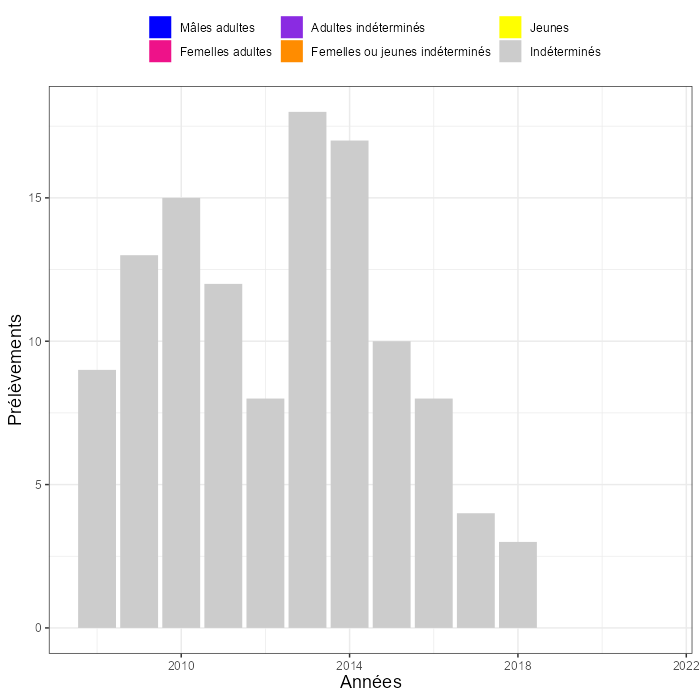 Mâles adultes Adultes indéterminés Jeunes
Femelles adultes Femelles ou jeunes indéterminés Indéterminés
Prélèvements
15
10
5
0
2010 2014 2018 2022
Années